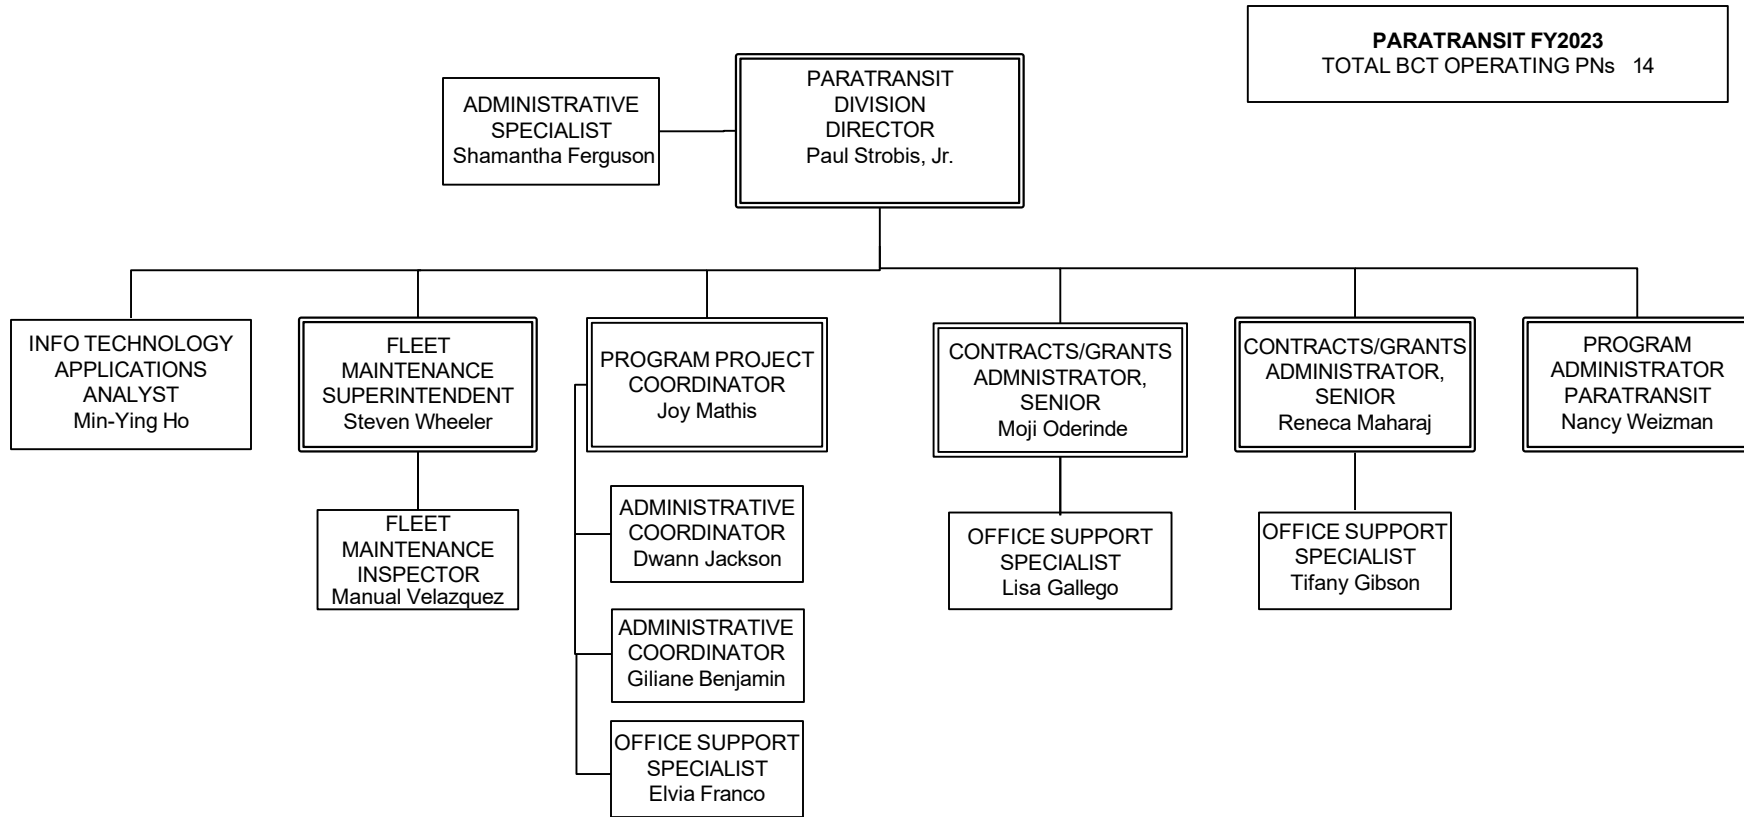 PARATRANSIT FY2023
TOTAL BCT OPERATING PNs 14
PARATRANSIT
DIVISION
DIRECTOR
Paul Strobis, Jr.
ADMINISTRATIVE
SPECIALIST
Shamantha Ferguson
INFO TECHNOLOGY
APPLICATIONS
ANALYST
Min-Ying Ho
FLEET
MAINTENANCE
SUPERINTENDENT
Steven Wheeler
PROGRAM PROJECT
COORDINATOR
Joy Mathis
CONTRACTS/GRANTS
ADMNISTRATOR,
SENIOR
Moji Oderinde
CONTRACTS/GRANTS
ADMINISTRATOR,
SENIOR
Reneca Maharaj
PROGRAM
ADMINISTRATOR
PARATRANSIT
Nancy Weizman
FLEET
MAINTENANCE
INSPECTOR
Manual Velazquez
ADMINISTRATIVE
COORDINATOR
Dwann Jackson
ADMINISTRATIVE
COORDINATOR
Giliane Benjamin
OFFICE SUPPORT
SPECIALIST
Elvia Franco
OFFICE SUPPORT
SPECIALIST
Lisa Gallego
OFFICE SUPPORT
SPECIALIST
Tifany Gibson